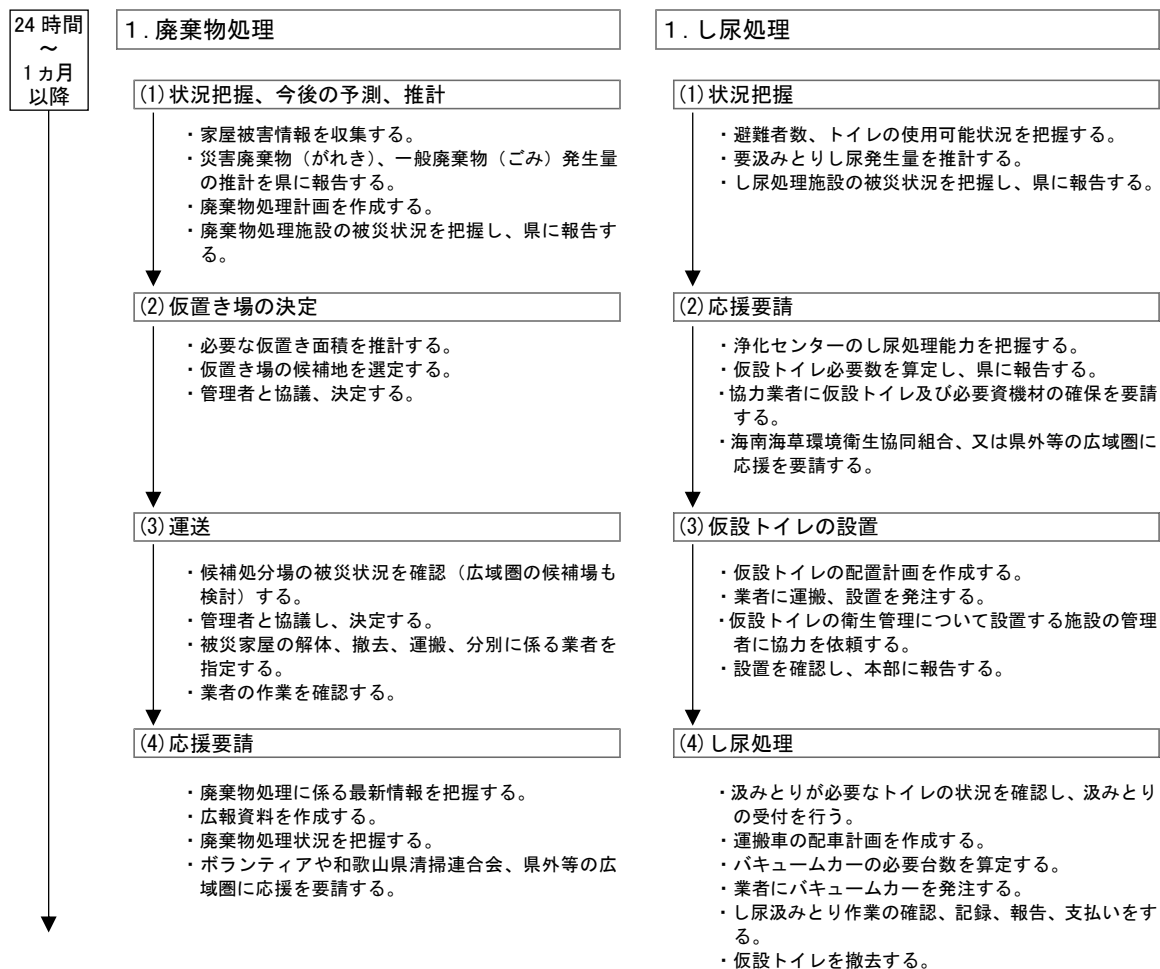 24 時間
～
1ヵ月
以降
１.廃棄物処理
(1)状況把握、今後の予測、推計
・家屋被害情報を収集する。
・災害廃棄物（がれき）、一般廃棄物（ごみ）発生量
の推計を県に報告する。
・廃棄物処理計画を作成する。
・廃棄物処理施設の被災状況を把握し、県に報告す
る。
(2)仮置き場の決定
・必要な仮置き面積を推計する。
・仮置き場の候補地を選定する。
・管理者と協議、決定する。
(3)運送
・候補処分場の被災状況を確認（広域圏の候補場も
検討）する。
・管理者と協議し、決定する。
・被災家屋の解体、撤去、運搬、分別に係る業者を
指定する。
・業者の作業を確認する。
(4)応援要請
・廃棄物処理に係る最新情報を把握する。
・広報資料を作成する。
・廃棄物処理状況を把握する。
・ボランティアや和歌山県清掃連合会、県外等の広
域圏に応援を要請する。
１.し尿処理
(1)状況把握
・避難者数、トイレの使用可能状況を把握する。
・要汲みとりし尿発生量を推計する。
・し尿処理施設の被災状況を把握し、県に報告する。
(2)応援要請
・浄化センターのし尿処理能力を把握する。
・仮設トイレ必要数を算定し、県に報告する。
・協力業者に仮設トイレ及び必要資機材の確保を要請
する。
・海南海草環境衛生協同組合、又は県外等の広域圏に
応援を要請する。
(3)仮設トイレの設置
・仮設トイレの配置計画を作成する。
・業者に運搬、設置を発注する。
・仮設トイレの衛生管理について設置する施設の管理
者に協力を依頼する。
・設置を確認し、本部に報告する。
(4)し尿処理
・汲みとりが必要なトイレの状況を確認し、汲みとり
の受付を行う。
・運搬車の配車計画を作成する。
・バキュームカーの必要台数を算定する。
・業者にバキュームカーを発注する。
・し尿汲みとり作業の確認、記録、報告、支払いをす
る。
・仮設トイレを撤去する。